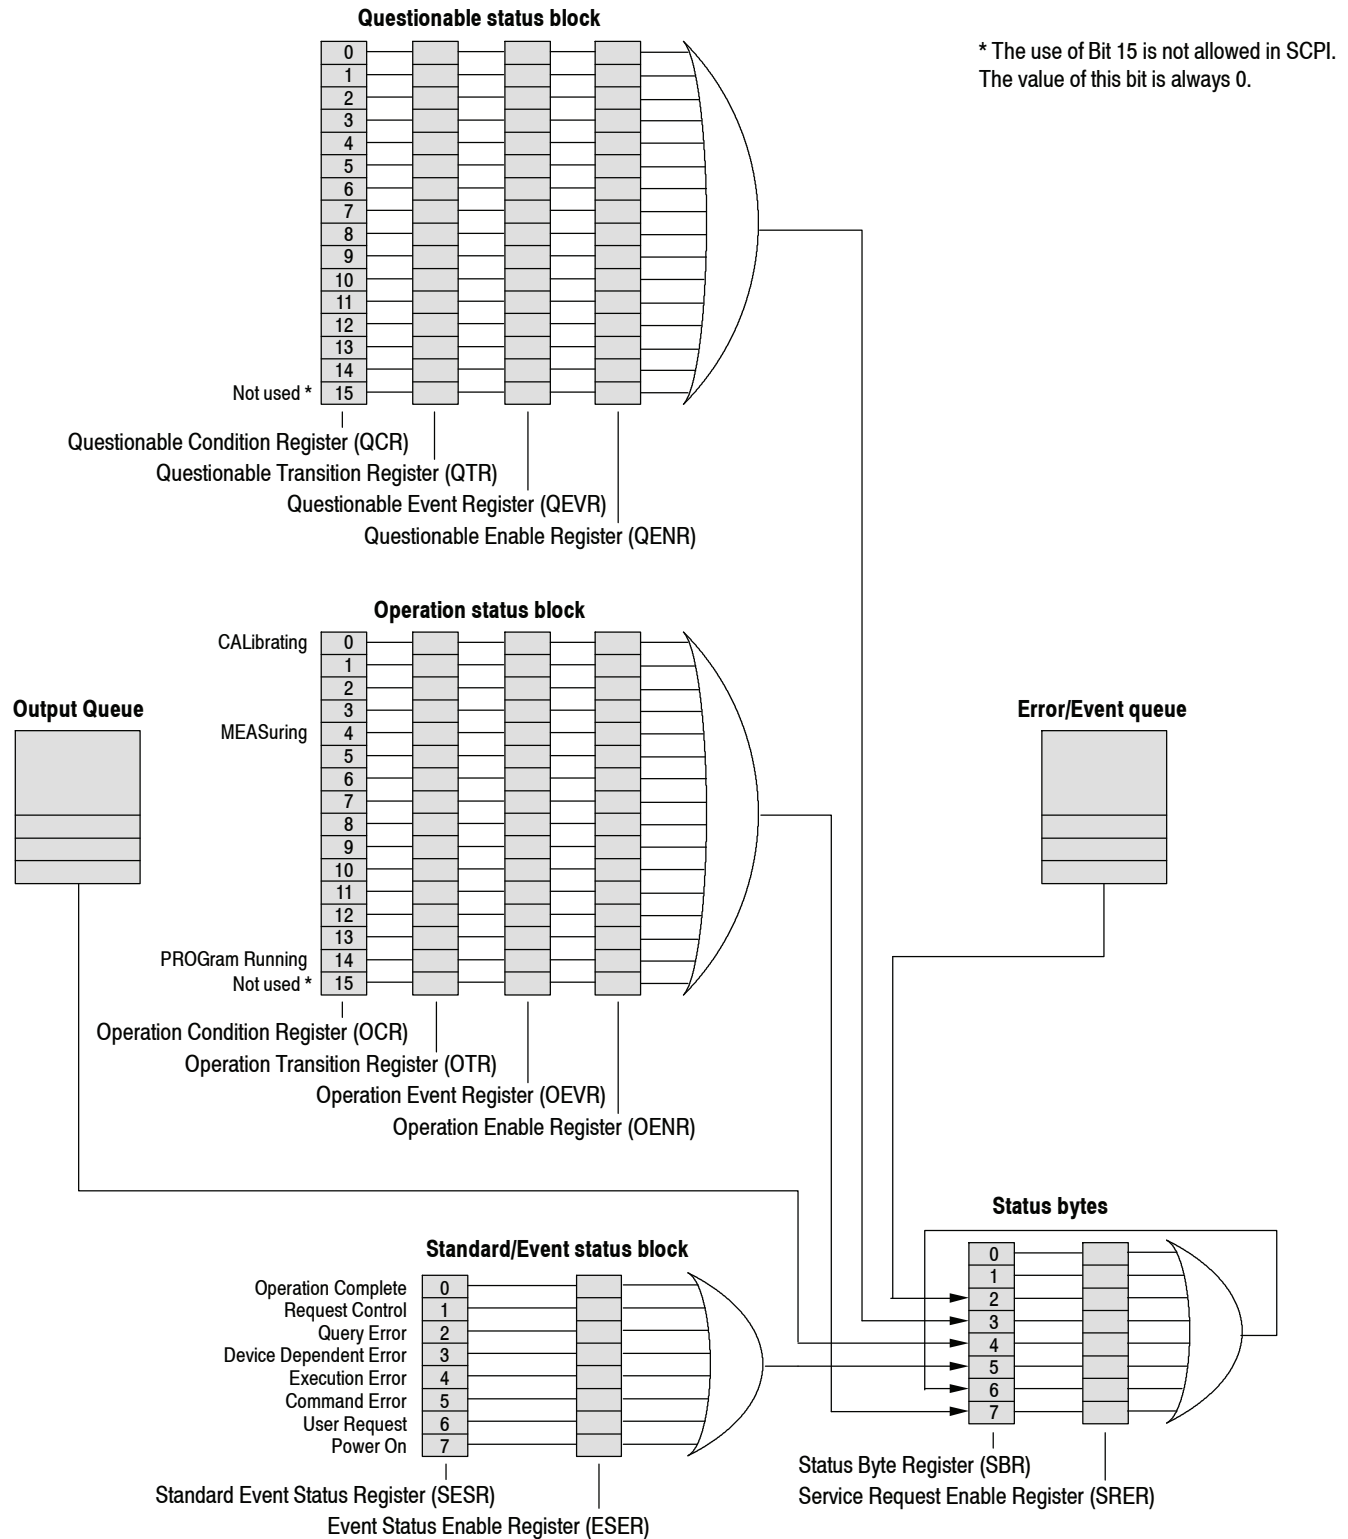 Questionable status block
* The use of Bit 15 is not allowed in SCPI.
The value of this bit is always 0.
0
1
2
3
4
5
6
7
8
9
10
11
12
13
14
Not used * 15
Questionable Condition Register (QCR)
Questionable Transition Register (QTR)
Questionable Event Register (QEVR)
Questionable Enable Register (QENR)
Operation status block
CALibrating 0
1
2
3
MEASuring 4
5
6
7
8
9
10
11
12
13
PROGram Running 14
Not used * 15
Operation Condition Register (OCR)
Operation Transition Register (OTR)
Operation Event Register (OEVR)
Operation Enable Register (OENR)
Output Queue
Error/Event queue
Standard/Event status block
Operation Complete 0
Request Control 1
Query Error 2
Device Dependent Error 3
Execution Error 4
Command Error 5
User Request 6
Power On 7
Standard Event Status Register (SESR)
Event Status Enable Register (ESER)
Status bytes
0
1
2
3
4
5
6
7
Status Byte Register (SBR)
Service Request Enable Register (SRER)